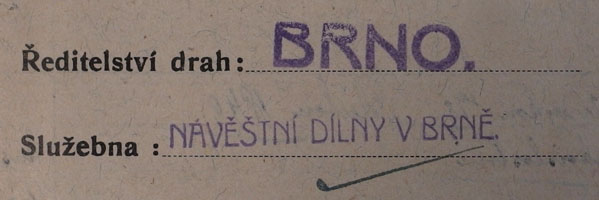 Ředitelství drah: BRNO.
Služebna : NÁVĚŠTNÍ DÍLNY V BRNĚ.